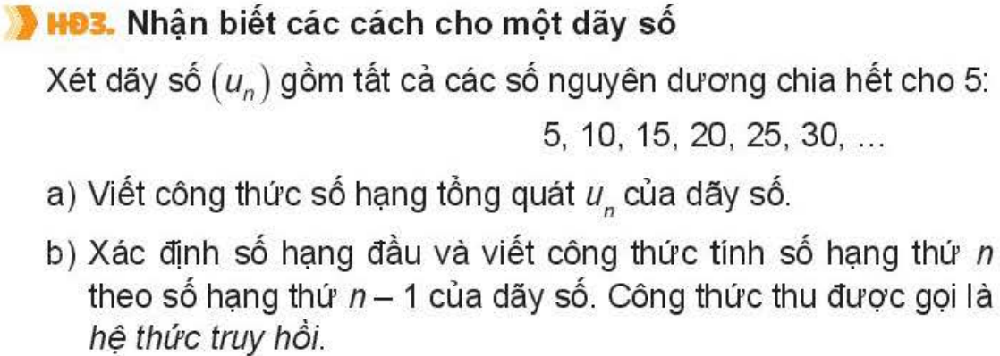 HĐ3. Nhận biết các cách cho một dãy số
Xét dãy số (uₙ) gồm tất cả các số nguyên dương chia hết cho 5:
5, 10, 15, 20, 25, 30, ...
a) Viết công thức số hạng tổng quát uₙ của dãy số.
b) Xác định số hạng đầu và viết công thức tính số hạng thứ n
theo số hạng thứ n – 1 của dãy số. Công thức thu được gọi là
hệ thức truy hồi.